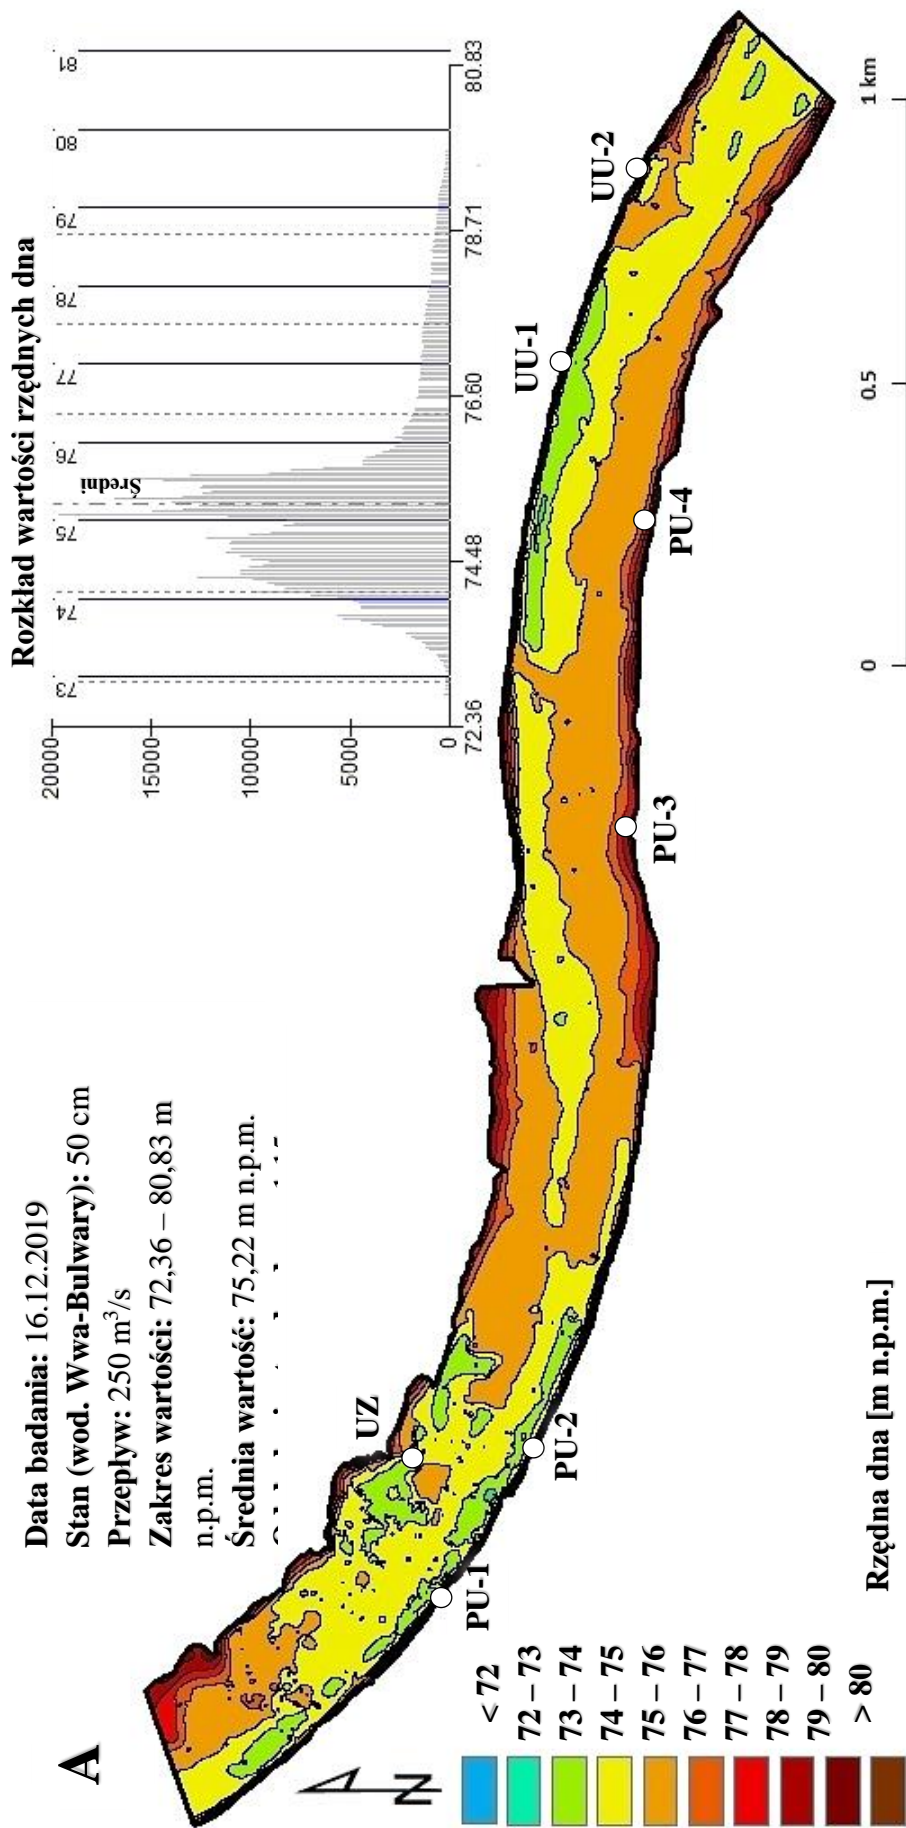 A
Data badania: 16.12.2019
Stan (wod. Wwa-Bulwary): 50 cm
Przepływ: 250 m³/s
Zakres wartości: 72,36 – 80,83 m
n.p.m.
Średnia wartość: 75,22 m n.p.m.
Rozkład wartości rzędnych dna
20000
15000
10000
5000
0
73
74
75
Średni
76
77
78
79
80
81
72.36
74.48
76.60
78.71
80.83
UZ
UU-1
UU-2
PU-1
PU-2
PU-3
PU-4
N
Rzędna dna [m n.p.m.]
< 72
72 – 73
73 – 74
74 – 75
75 – 76
76 – 77
77 – 78
78 – 79
79 – 80
> 80
0
0.5
1 km